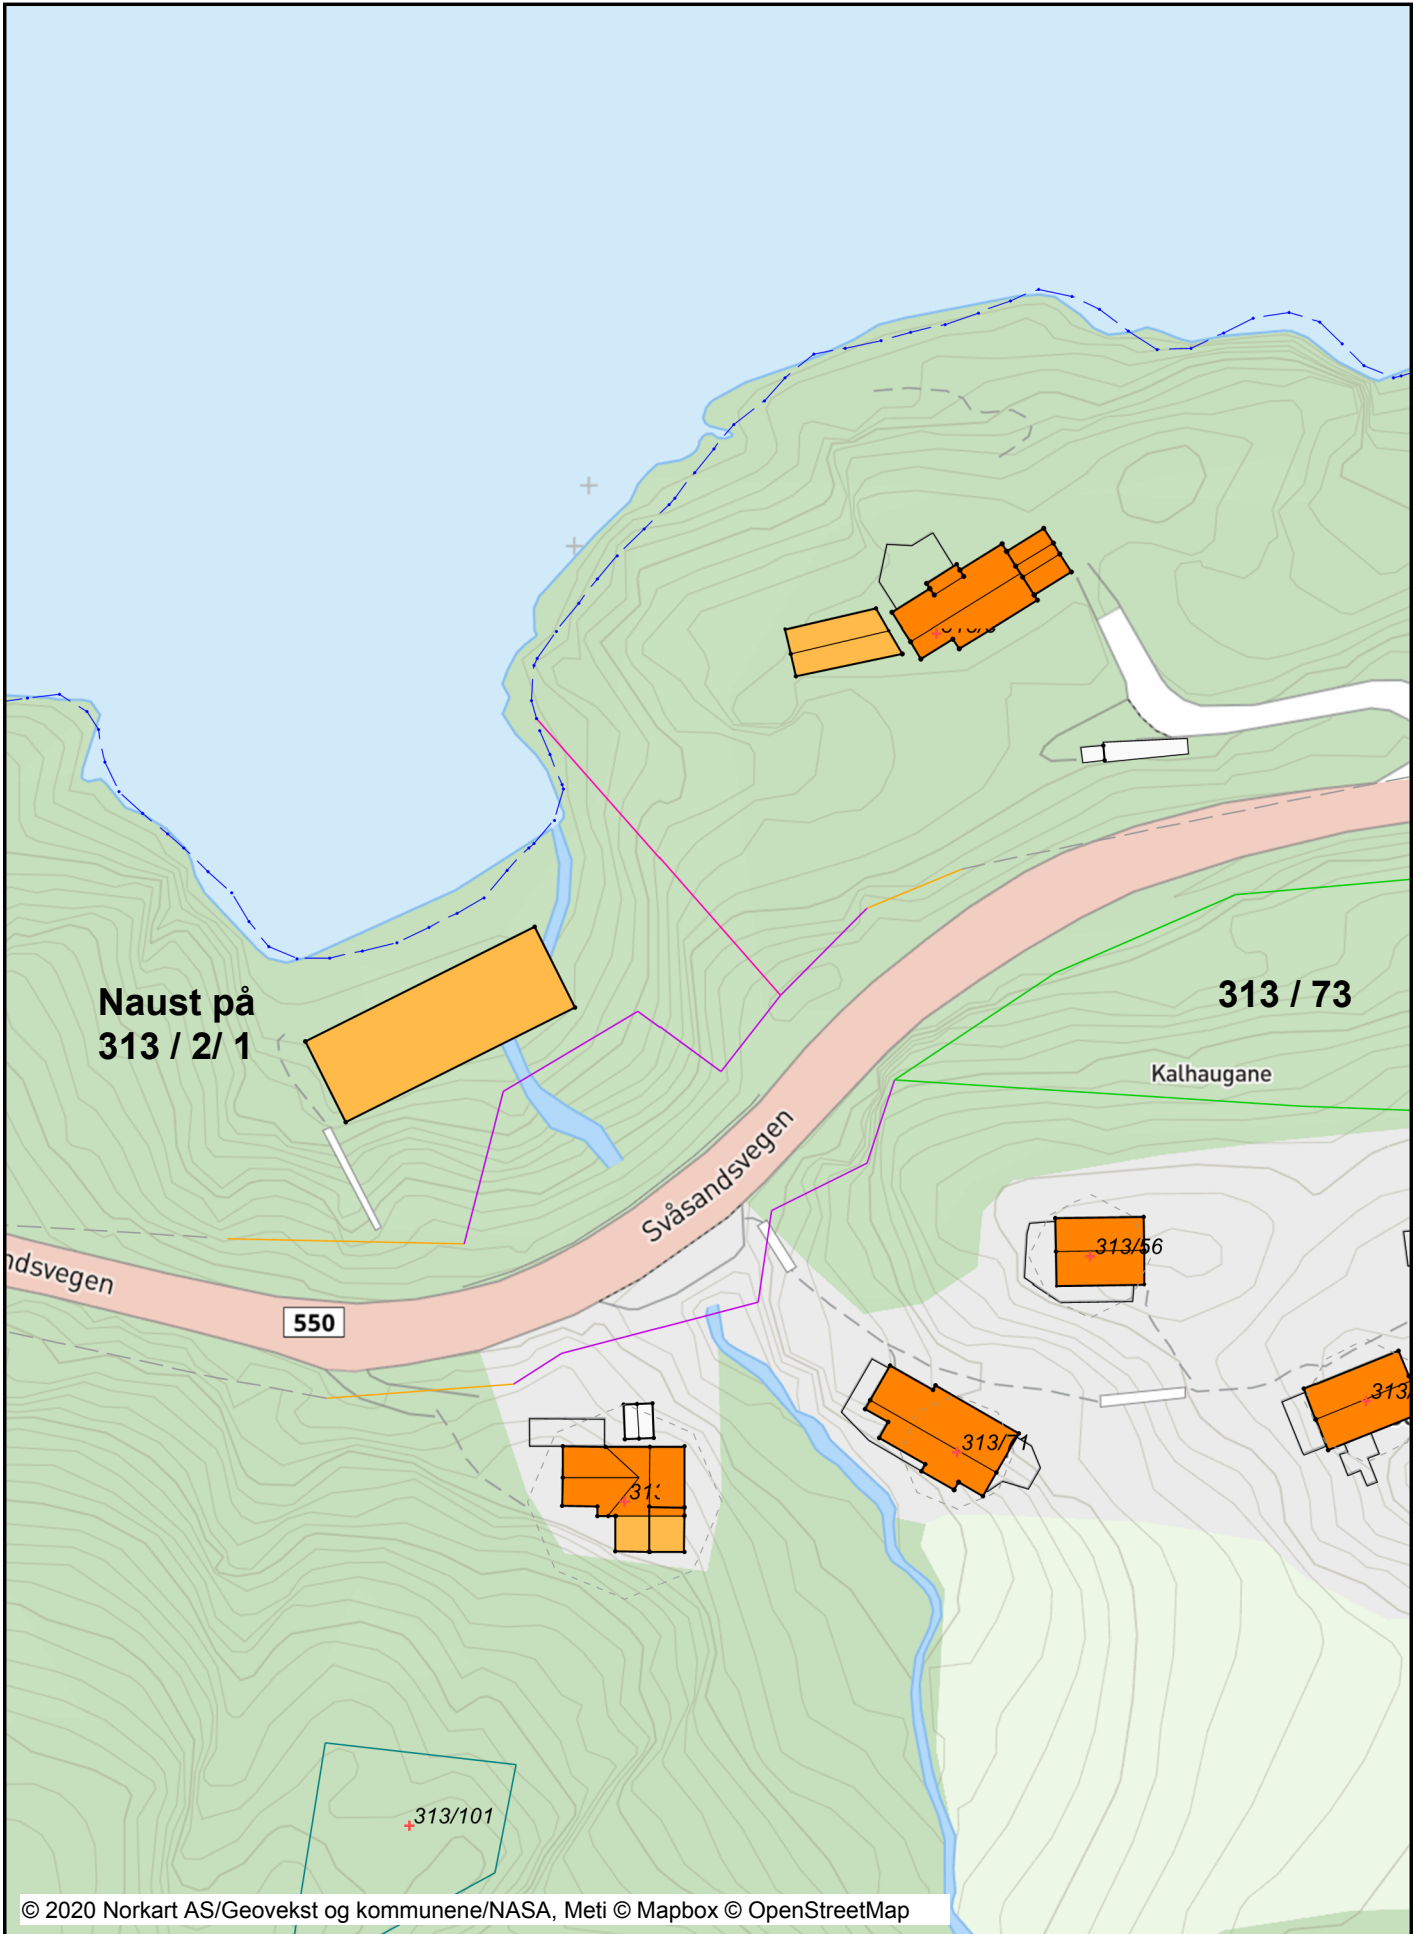 Naust på
313 / 2/ 1
313 / 73
Kalhaugane
Svåsandsvegen
ndsvegen
550
313/56
313/71
313/101
© 2020 Norkart AS/Geovekst og kommunene/NASA, Meti © Mapbox © OpenStreetMap